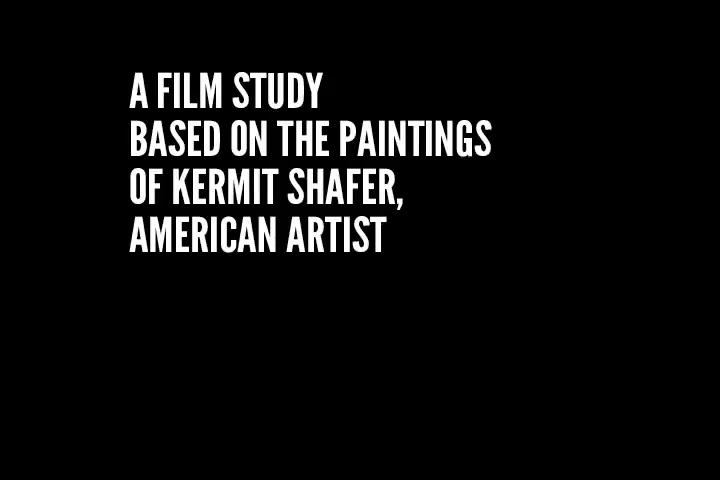 A FILM STUDY
BASED ON THE PAINTINGS
OF KERMIT SHAFER,
AMERICAN ARTIST